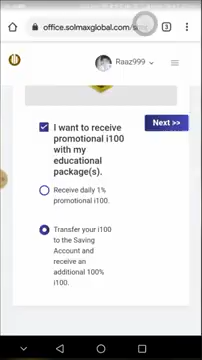 office.solmaxglobal.com/sav
3
Raaz999
Next >>
I want to receive
promotional i100
with my
educational
package(s).
Receive daily 1%
promotional i100.
Transfer your i100
to the Saving
Account and
receive an
additional 100%
i100.